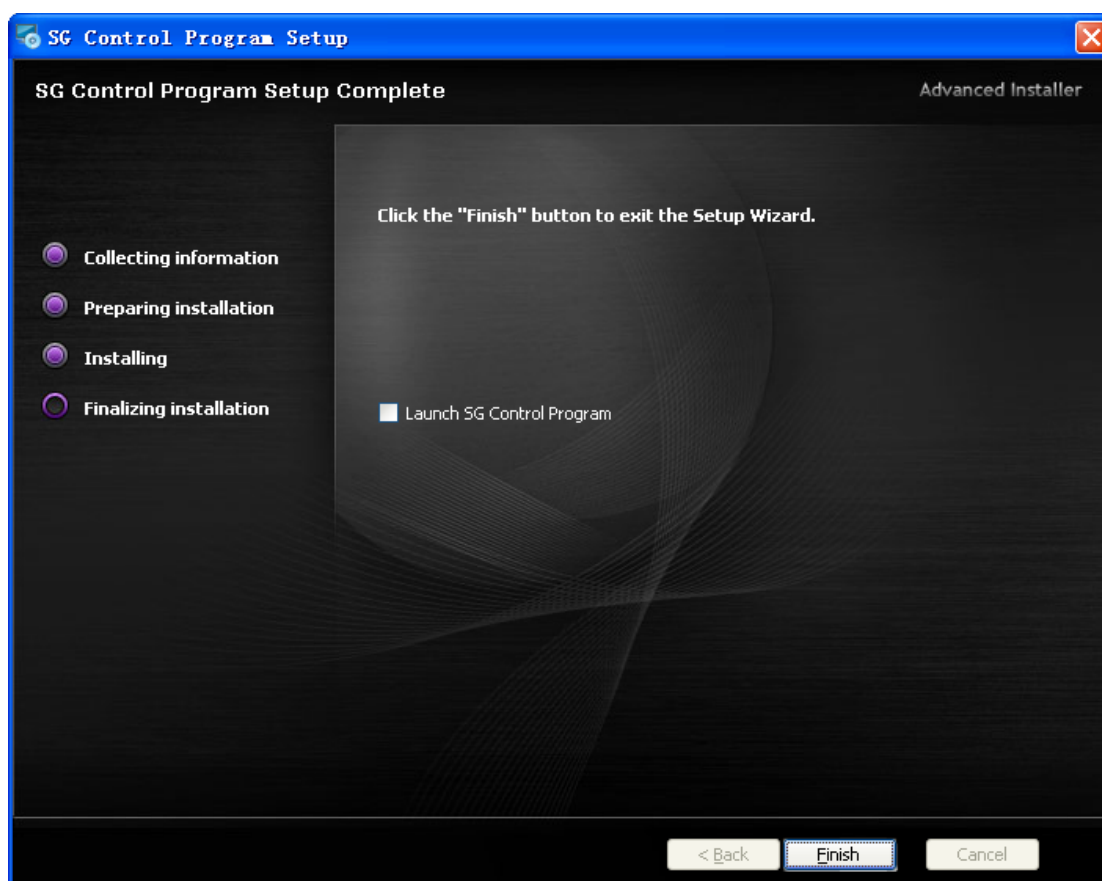 SG Control Program Setup
SG Control Program Setup Complete
Advanced Installer
Click the "Finish" button to exit the Setup Wizard.
Collecting information
Preparing installation
Installing
Finalizing installation
Launch SG Control Program
< Back
Finish
Cancel